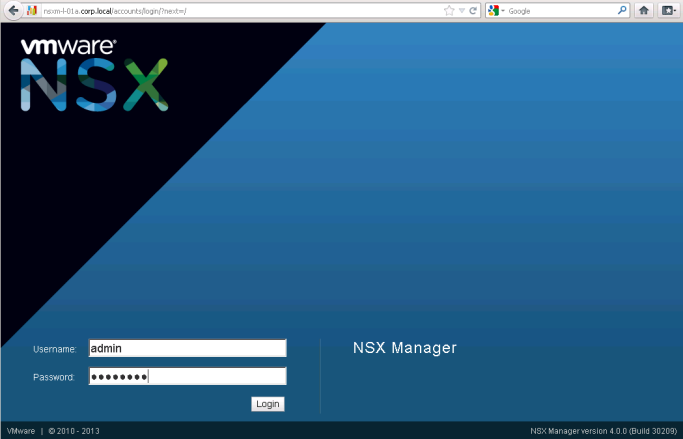 nsxm-l-01a.corp.local/accounts/login/?next=/
Google
vmware®
NSX
Username: admin
Password: ••••••••
Login
NSX Manager
VMware | © 2010 - 2013
NSX Manager version 4.0.0 (Build 30209)